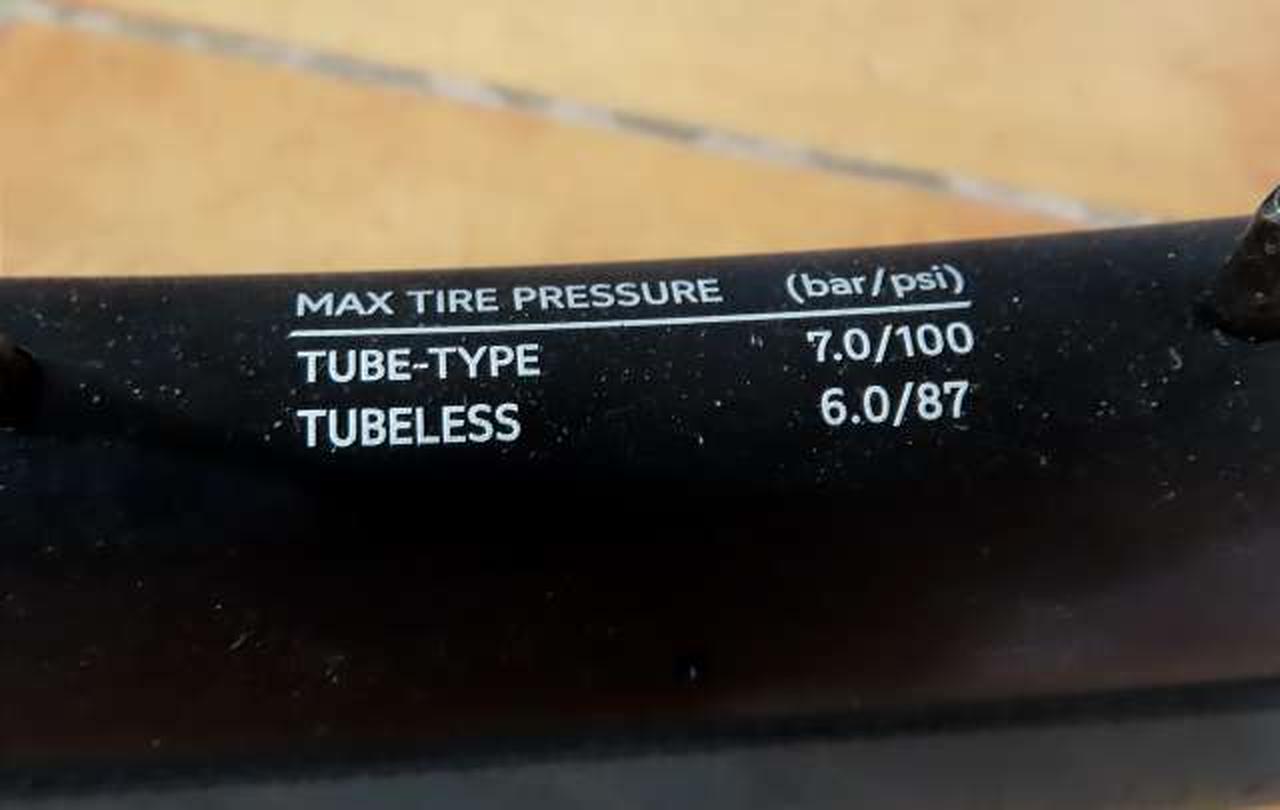 MAX TIRE PRESSURE (bar/psi)
TUBE-TYPE 7.0/100
TUBELESS 6.0/87